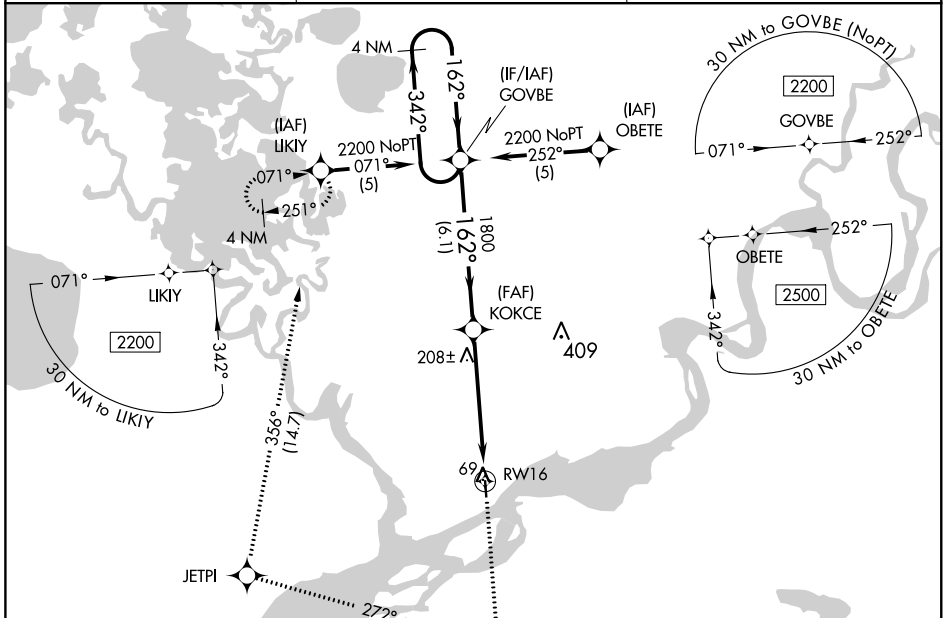 30 NM to GOVBE (NoPT)
2200
GOVBE
071°
252°
4 NM
162°
342°
(IF/IAF)
GOVBE
(IAF)
OBETE
2200 NoPT
252°
(5)
(IAF)
LIKIY
2200 NoPT
071°
(5)
071°
251°
4 NM
1800
162°
(6.1)
071°
LIKIY
2200
342°
30 NM to LIKIY
252°
OBETE
2500
342°
30 NM to OBETE
(FAF)
KOKCE
208±
409
356°
(14.7)
69
RW16
JETPI
272°